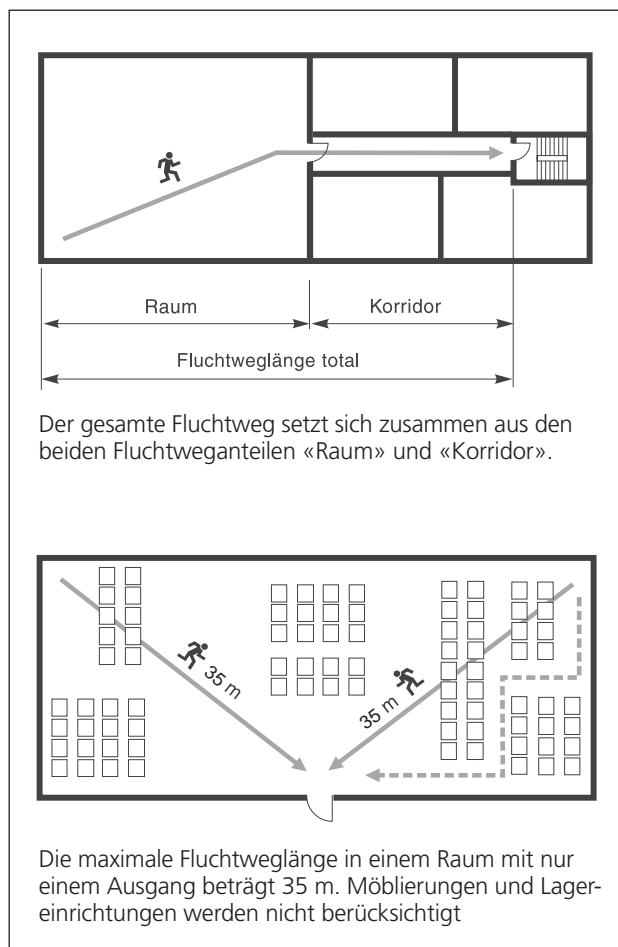 Raum
Korridor
Fluchtweglänge total
Der gesamte Fluchtweg setzt sich zusammen aus den
beiden Fluchtweganteilen «Raum» und «Korridor».
35 m
35 m
Die maximale Fluchtweglänge in einem Raum mit nur
einem Ausgang beträgt 35 m. Möblierungen und Lager-
einrichtungen werden nicht berücksichtigt